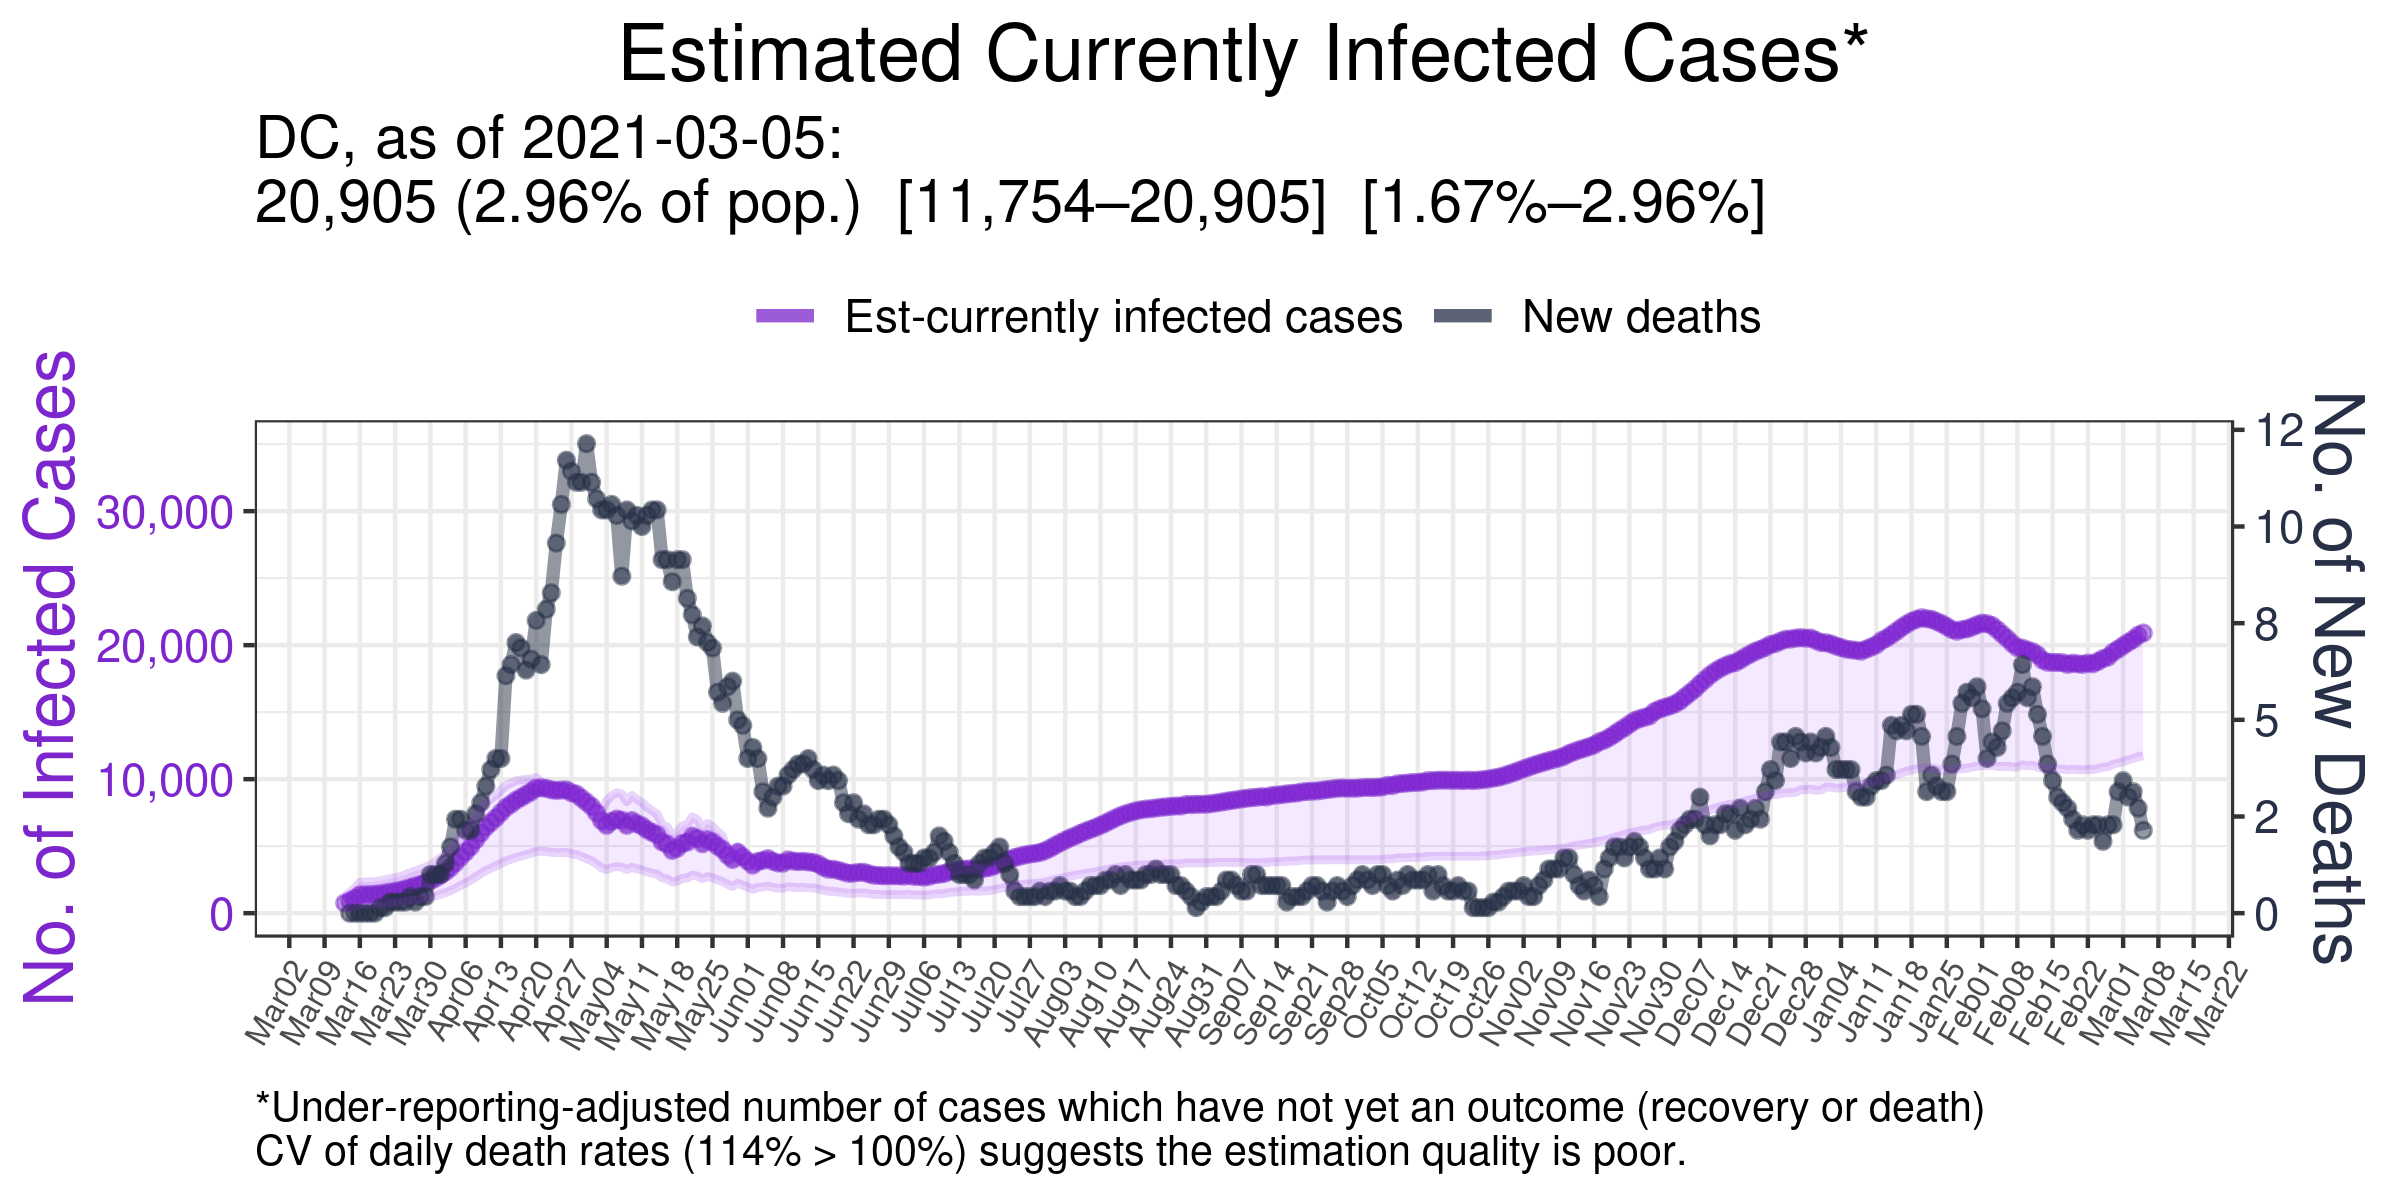 Estimated Currently Infected Cases*
DC, as of 2021-03-05:
20,905 (2.96% of pop.) [11,754–20,905] [1.67%–2.96%]
Est-currently infected cases
New deaths
No. of Infected Cases
30,000
20,000
10,000
0
12
10
8
5
2
0
No. of New Deaths
Mar02
Mar09
Mar16
Mar23
Mar30
Apr06
Apr13
Apr20
Apr27
May04
May11
May18
May25
Jun01
Jun08
Jun15
Jun22
Jun29
Jul06
Jul13
Jul20
Jul27
Aug03
Aug10
Aug17
Aug24
Aug31
Sep07
Sep14
Sep21
Sep28
Oct05
Oct12
Oct19
Oct26
Nov02
Nov09
Nov16
Nov23
Nov30
Dec07
Dec14
Dec21
Dec28
Jan04
Jan11
Jan18
Jan25
Feb01
Feb08
Feb15
Feb22
Mar01
Mar08
Mar15
Mar22
*Under-reporting-adjusted number of cases which have not yet an outcome (recovery or death)
CV of daily death rates (114% > 100%) suggests the estimation quality is poor.